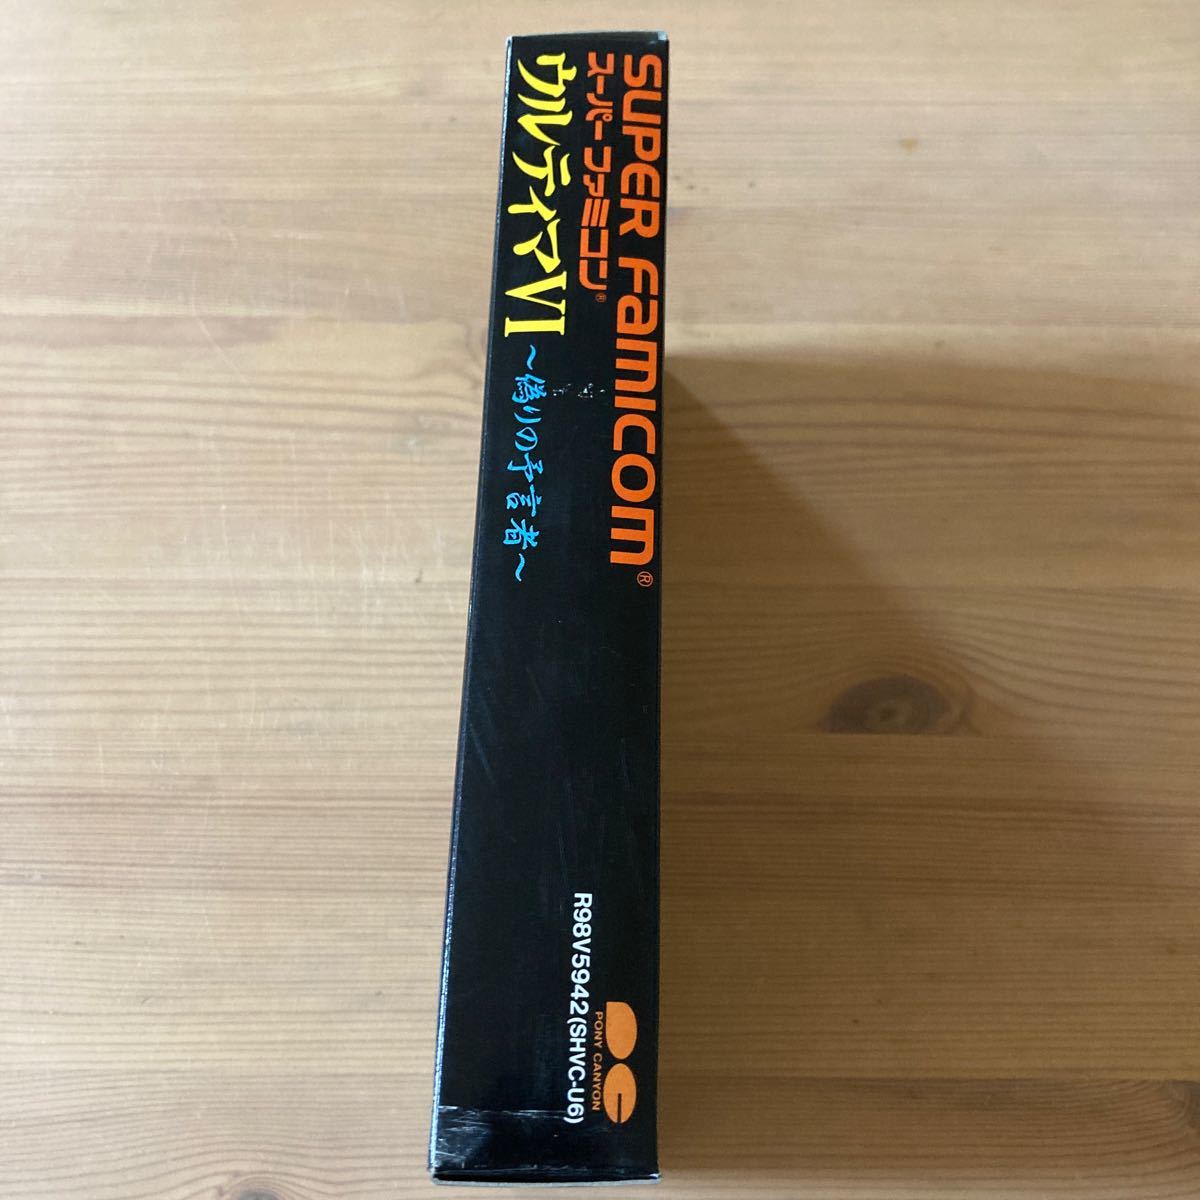 SUPER FAMICOM®
スーパーファミコン®
ウルティマVI
～偽りの予言者～
PONY CANYON
R98V5942(SHVC-U6)